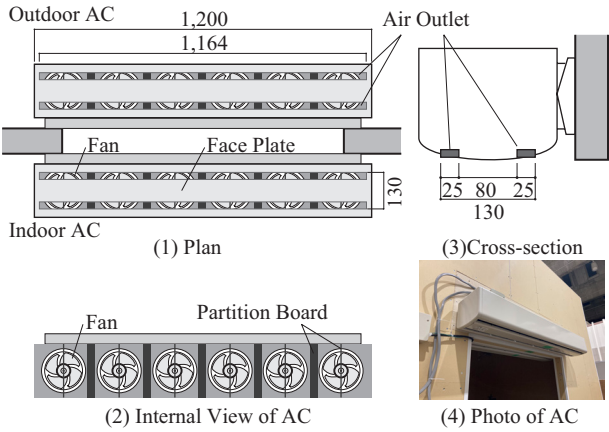 Outdoor AC
1,200
Air Outlet
1,164
Fan
Face Plate
130
Indoor AC
(1) Plan
25 80 25
130
(3)Cross-section
Fan
Partition Board
(2) Internal View of AC
(4) Photo of AC